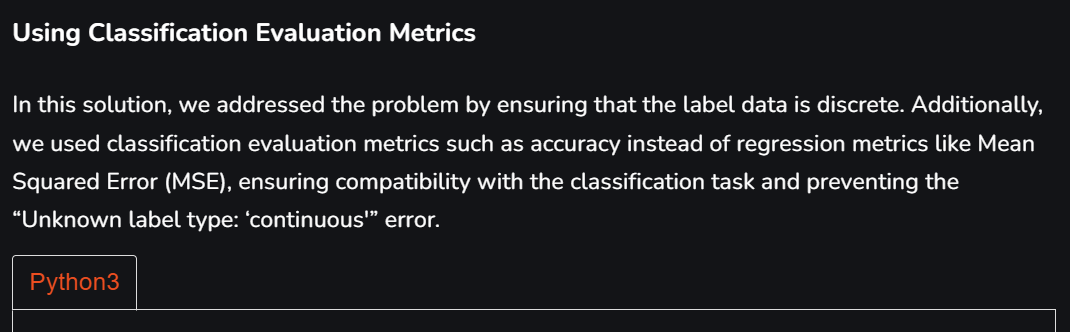 Using Classification Evaluation Metrics
In this solution, we addressed the problem by ensuring that the label data is discrete. Additionally,
we used classification evaluation metrics such as accuracy instead of regression metrics like Mean
Squared Error (MSE), ensuring compatibility with the classification task and preventing the
“Unknown label type: ‘continuous'” error.
Python3